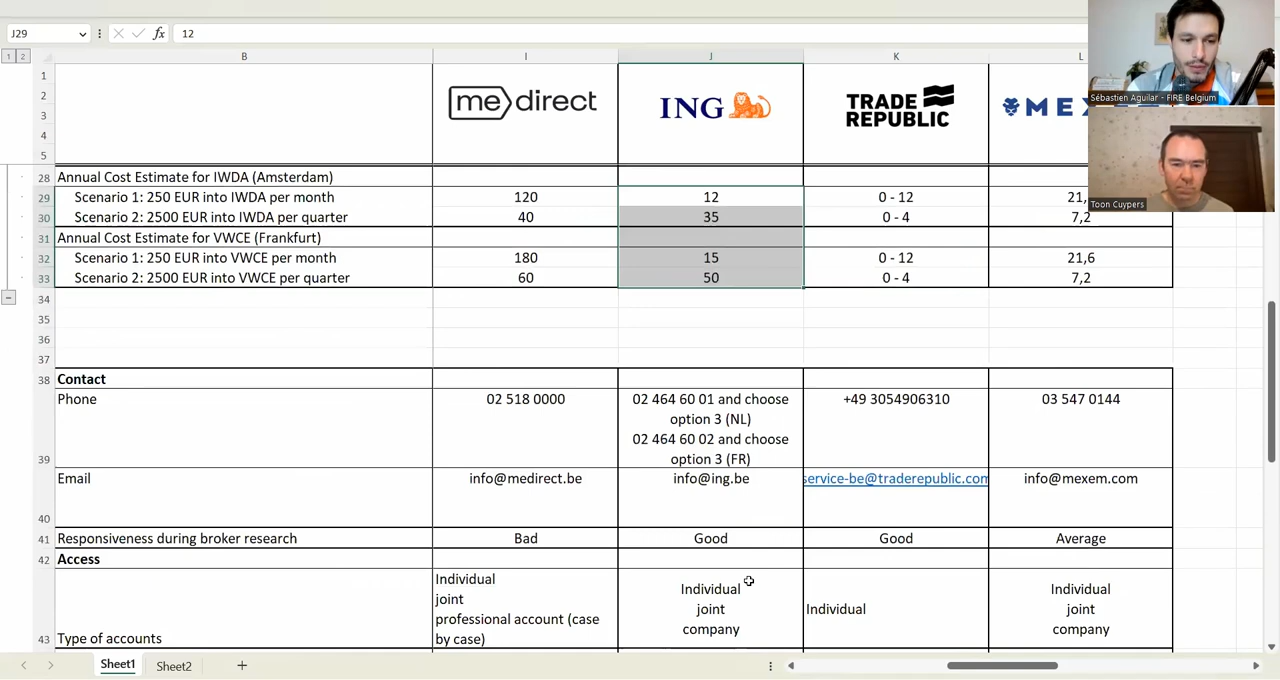 J29 fx 12
1 2 B I J K L
1
2
3
4
5
me direct ING TRADE REPUBLIC MEX
Sébastien Aguilar - FIRE Belgium
Toon Cuypers
28 Annual Cost Estimate for IWDA (Amsterdam)
29 Scenario 1: 250 EUR into IWDA per month 120 12 0 - 12 21,
30 Scenario 2: 2500 EUR into IWDA per quarter 40 35 0 - 4 7,2
31 Annual Cost Estimate for VWCE (Frankfurt)
32 Scenario 1: 250 EUR into VWCE per month 180 15 0 - 12 21,6
33 Scenario 2: 2500 EUR into VWCE per quarter 60 50 0 - 4 7,2
34
35
36
37
38 Contact
Phone 02 518 0000 02 464 60 01 and choose +49 3054906310 03 547 0144
option 3 (NL)
02 464 60 02 and choose
39 option 3 (FR)
Email info@medirect.be info@ing.be service-be@traderepublic.com info@mexem.com
40
41 Responsiveness during broker research Bad Good Good Average
42 Access
Individual Individual Individual
joint joint Individual joint
professional account (case company company
43 Type of accounts by case)
Sheet1 Sheet2